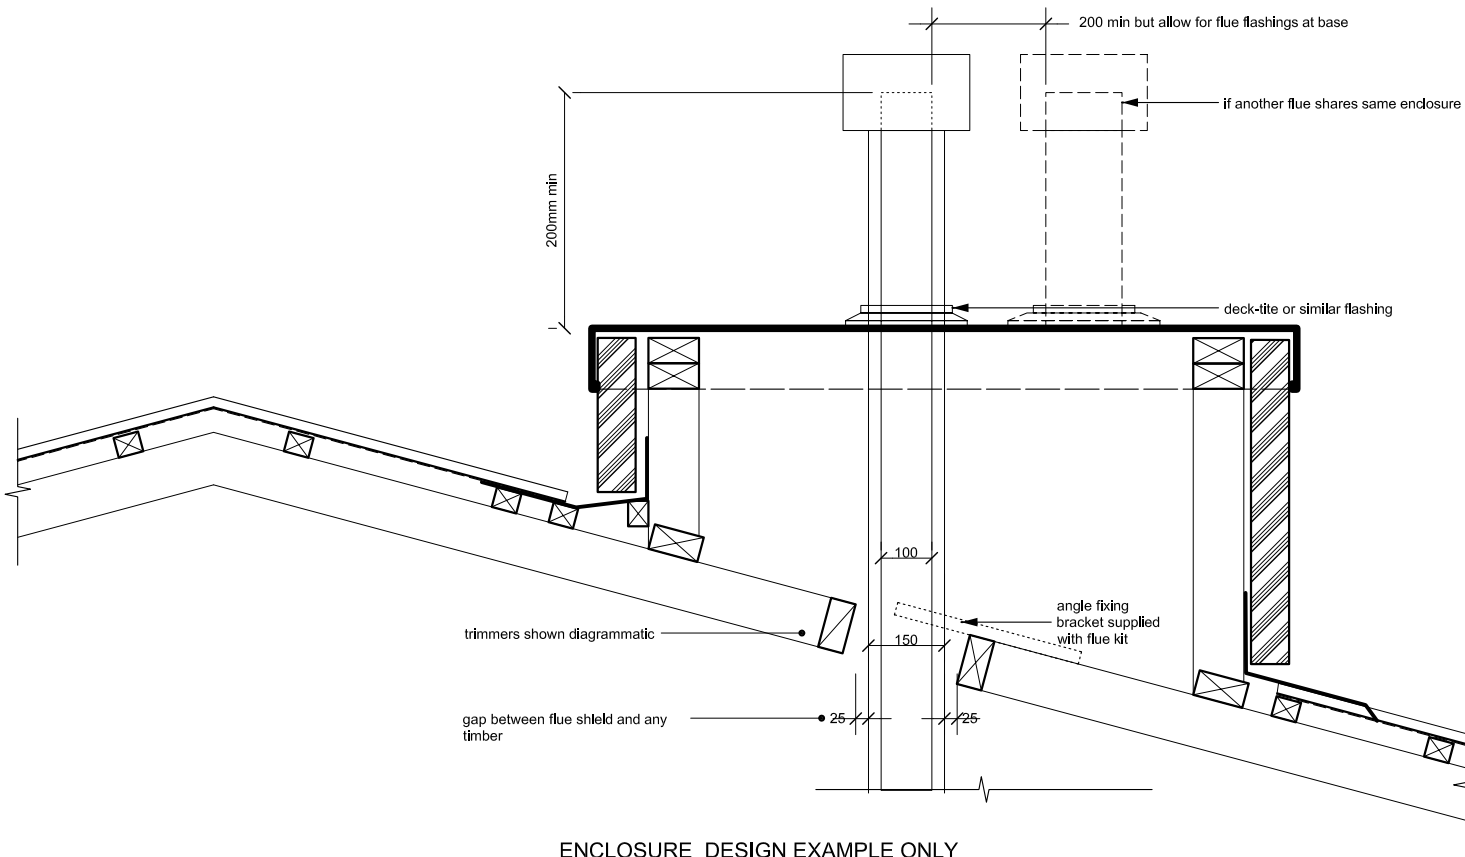 200 min but allow for flue flashings at base
if another flue shares same enclosure
200mm min
deck-tite or similar flashing
100
angle fixing
bracket supplied
with flue kit
trimmers shown diagrammatic
150
gap between flue shield and any
timber
25
25
ENCLOSURE DESIGN EXAMPLE ONLY